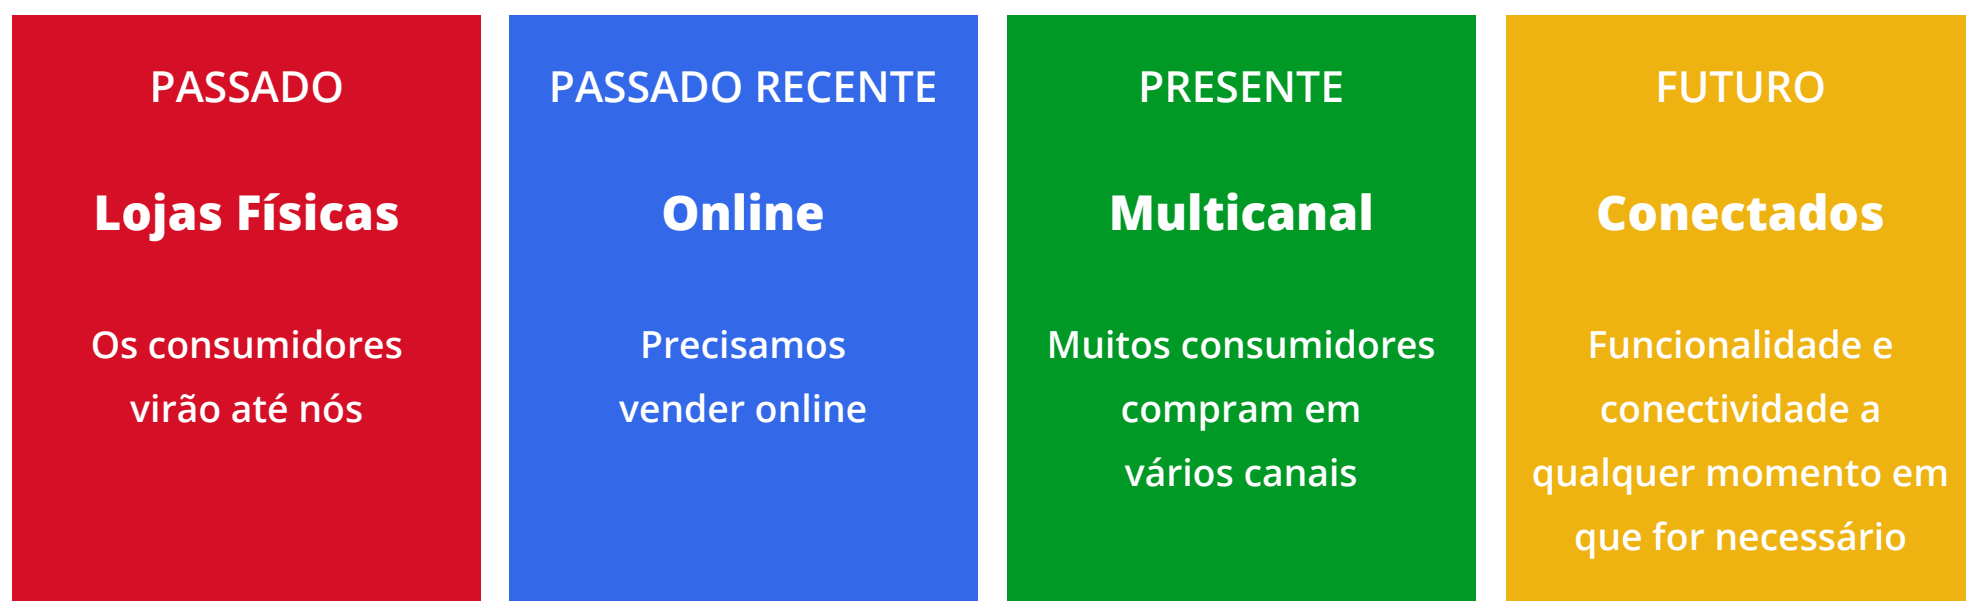 PASSADO
Lojas Físicas
Os consumidores
virão até nós
PASSADO RECENTE
Online
Precisamos
vender online
PRESENTE
Multicanal
Muitos consumidores
compram em
vários canais
FUTURO
Conectados
Funcionalidade e
conectividade a
qualquer momento em
que for necessário